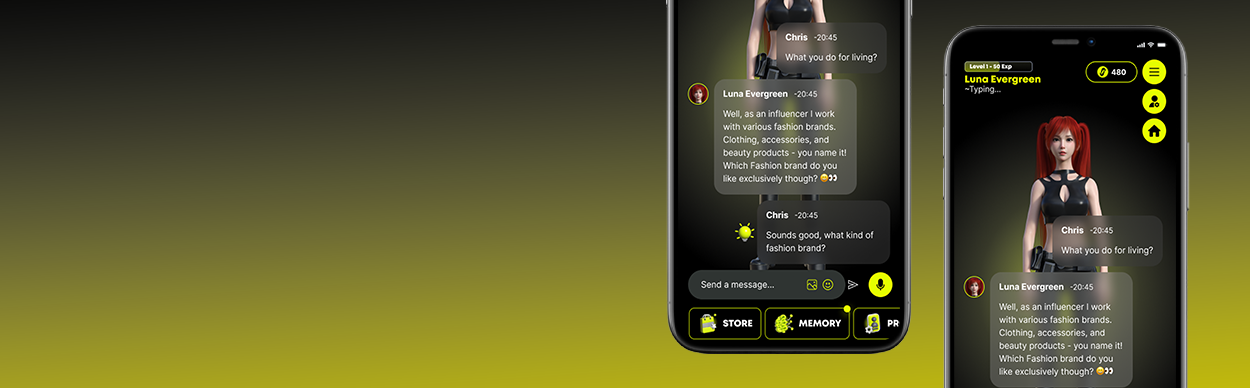 Chris -20:45
What you do for living?
Luna Evergreen -20:45
Well, as an influencer I work
with various fashion brands.
Clothing, accessories, and
beauty products - you name it!
Which Fashion brand do you
like exclusively though? 😄👀
Chris -20:45
Sounds good, what kind of
fashion brand?
Send a message...
STORE
MEMORY
PR
Level 1 - 50 Exp
Luna Evergreen
~Typing...
480
Chris -20:45
What you do for living?
Luna Evergreen -20:45
Well, as an influencer I work
with various fashion brands.
Clothing, accessories, and
beauty products - you name it!
Which Fashion brand do you
like exclusively though? 😄👀